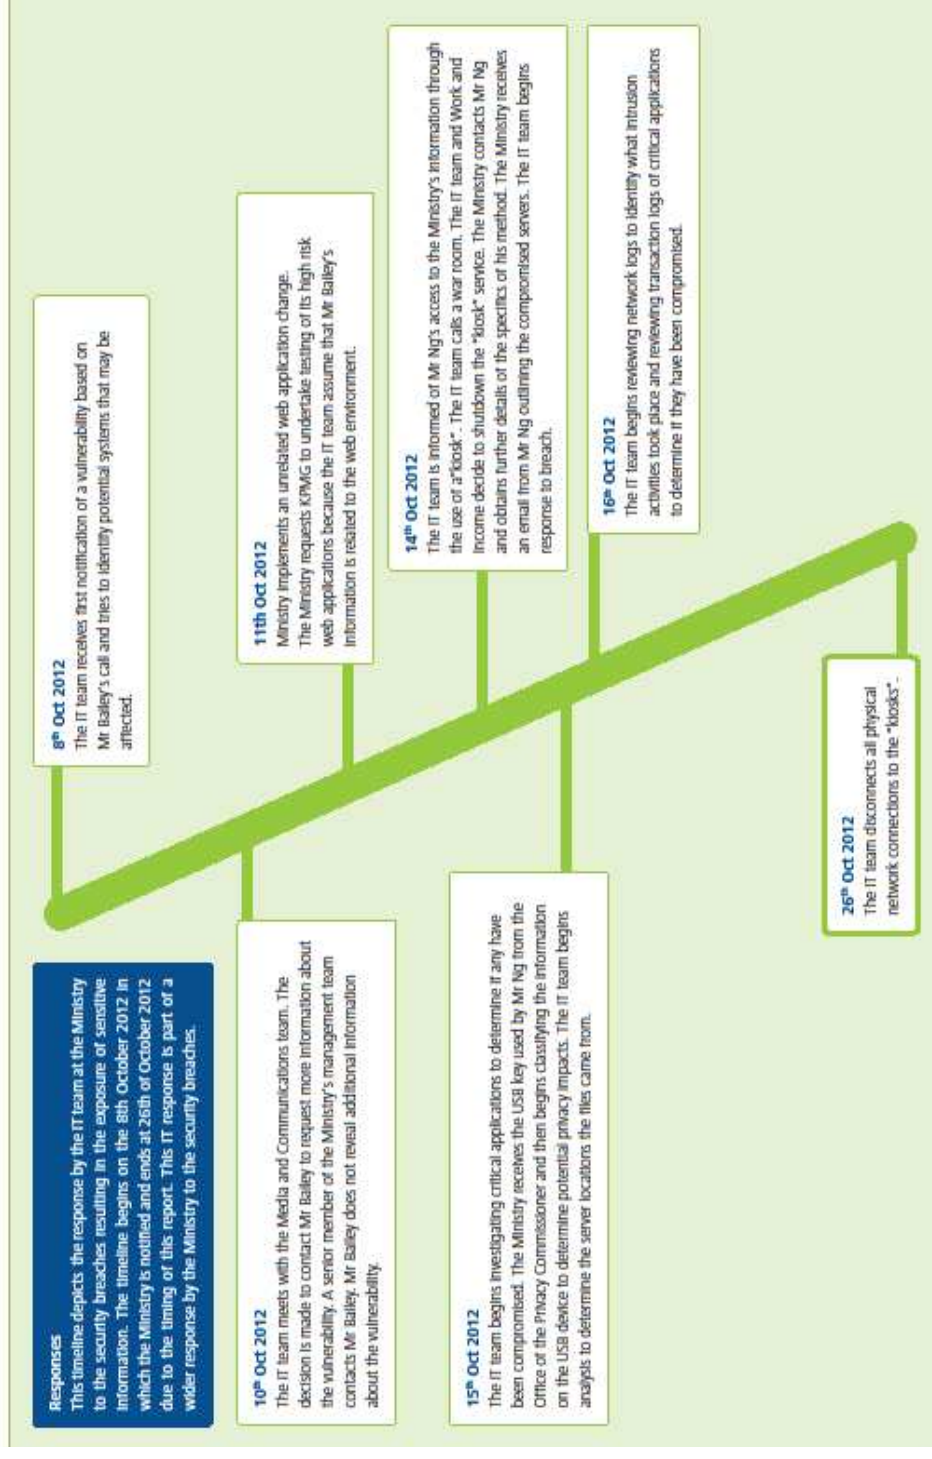 Responses
This timeline depicts the response by the IT team at the Ministry
to the security breaches resulting in the exposure of sensitive
information. The timeline begins on the 8th October 2012 in
which the Ministry is notified and ends at 26th of October 2012
due to the timing of this report. This IT response is part of a
wider response by the Ministry to the security breaches.
8th Oct 2012
The IT team receives first notification of a vulnerability based on
Mr Bailey's call and tries to identify potential systems that may be
affected.
10th Oct 2012
The IT team meets with the Media and Communications team. The
decision is made to contact Mr Bailey to request more information about
the vulnerability. A senior member of the Ministry's management team
contacts Mr Bailey. Mr Bailey does not reveal additional information
about the vulnerability.
11th Oct 2012
Ministry implements an unrelated web application change.
The Ministry requests KPMG to undertake testing of its high risk
web applications because the IT team assume that Mr Bailey's
information is related to the web environment.
14th Oct 2012
The IT team is informed of Mr Ng's access to the Ministry's information through
the use of a"kiosk". The IT team calls a war room. The IT team and Work and
Income decide to shutdown the "kiosk" service. The Ministry contacts Mr Ng
and obtains further details of the specifics of his method. The Ministry receives
an email from Mr Ng outlining the compromised servers. The IT team begins
response to breach.
15th Oct 2012
The IT team begins investigating critical applications to determine if any have
been compromised. The Ministry receives the USB key used by Mr Ng from the
Office of the Privacy Commissioner and then begins classifying the information
on the USB device to determine potential privacy impacts. The IT team begins
analysis to determine the server locations the files came from.
16th Oct 2012
The IT team begins reviewing network logs to identify what intrusion
activities took place and reviewing transaction logs of critical applications
to determine if they have been compromised.
26th Oct 2012
The IT team disconnects all physical
network connections to the "kiosks".